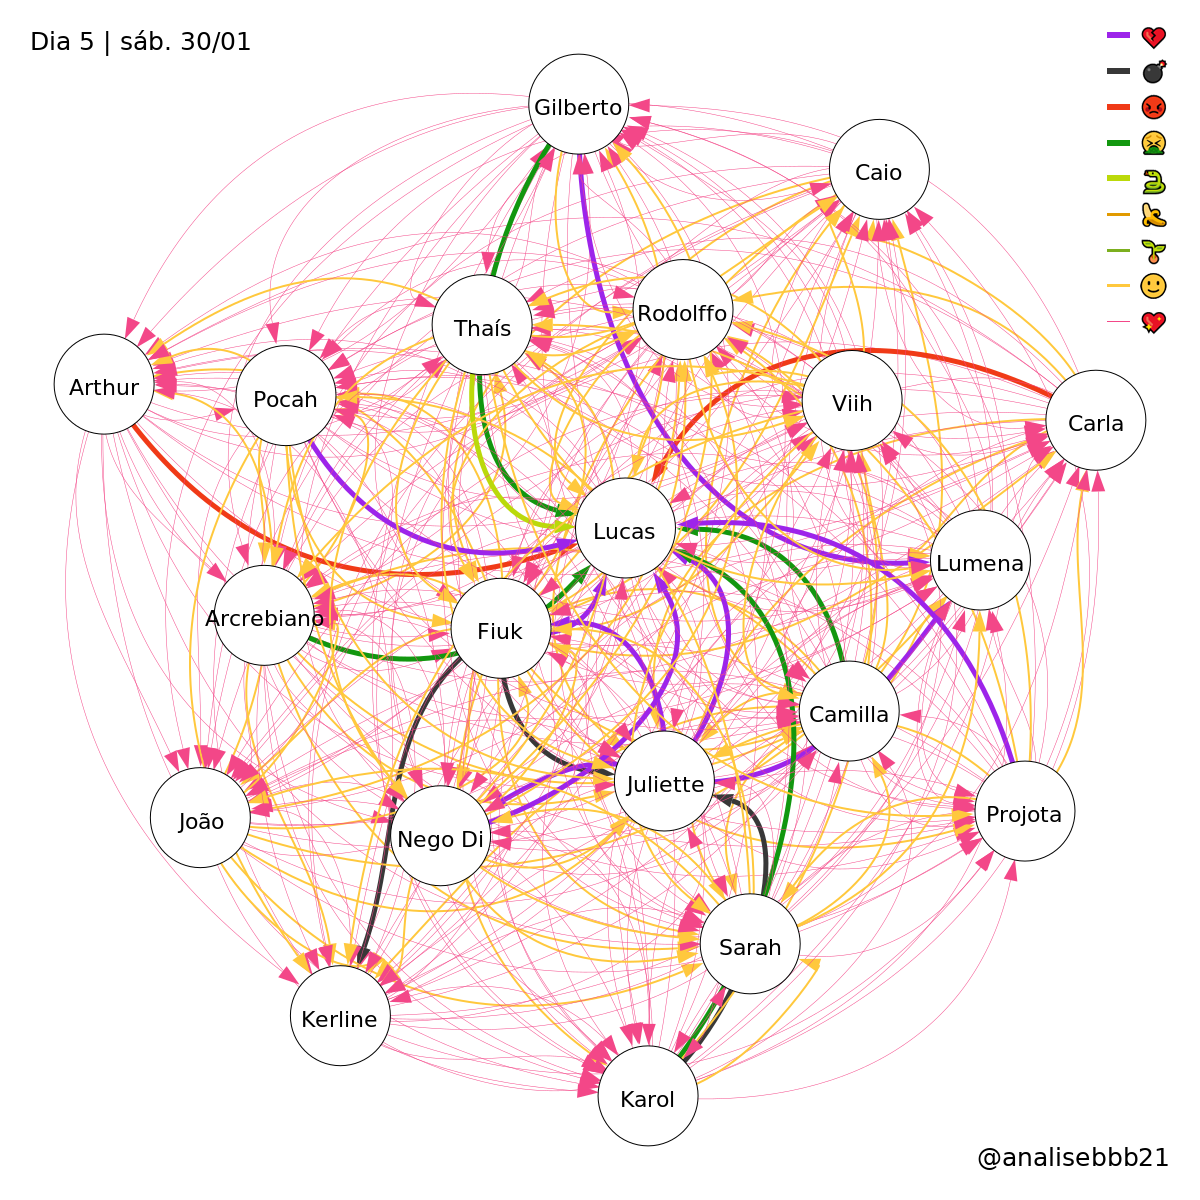 Dia 5 | sáb. 30/01
Gilberto
Caio
Thaís
Rodolffo
Arthur
Pocah
Viih
Carla
Lucas
Lumena
Arcrebiano
Fiuk
Camilla
Juliette
João
Nego Di
Projota
Sarah
Kerline
Karol
@analisebbb21